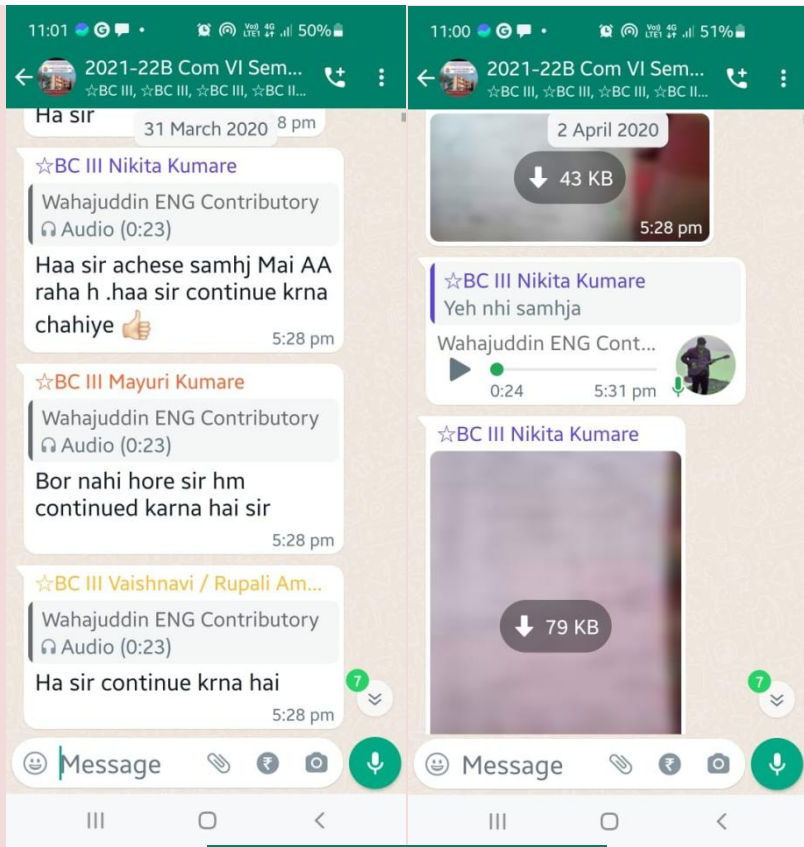 11:01 G • Vo) LTE1 4G 50%
2021-22B Com VI Sem...
☆BC III, ☆BC III, ☆BC III, ☆BC II...
Ha sir
31 March 2020
8 pm
☆BC III Nikita Kumare
Wahajuddin ENG Contributory
Audio (0:23)
Haa sir achese samhj Mai AA
raha h .haa sir continue krna
chahiye 👍🏻
5:28 pm
☆BC III Mayuri Kumare
Wahajuddin ENG Contributory
Audio (0:23)
Bor nahi hore sir hm
continued karna hai sir
5:28 pm
☆BC III Vaishnavi / Rupali Am...
Wahajuddin ENG Contributory
Audio (0:23)
Ha sir continue krna hai
5:28 pm
7
Message
11:00 G • Vo) LTE1 4G 51%
2021-22B Com VI Sem...
☆BC III, ☆BC III, ☆BC III, ☆BC II...
2 April 2020
43 KB
5:28 pm
☆BC III Nikita Kumare
Yeh nhi samhja
Wahajuddin ENG Cont...
0:24 5:31 pm
☆BC III Nikita Kumare
79 KB
7
Message